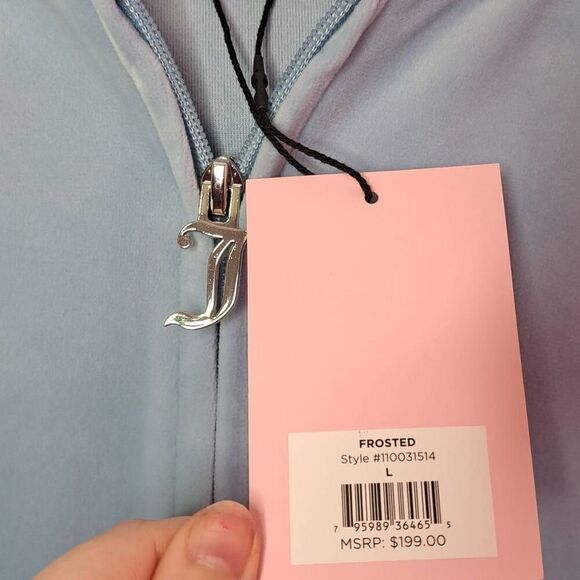 J
FROSTED
Style #110031514
L
7 95989 36465 5
MSRP: $199.00